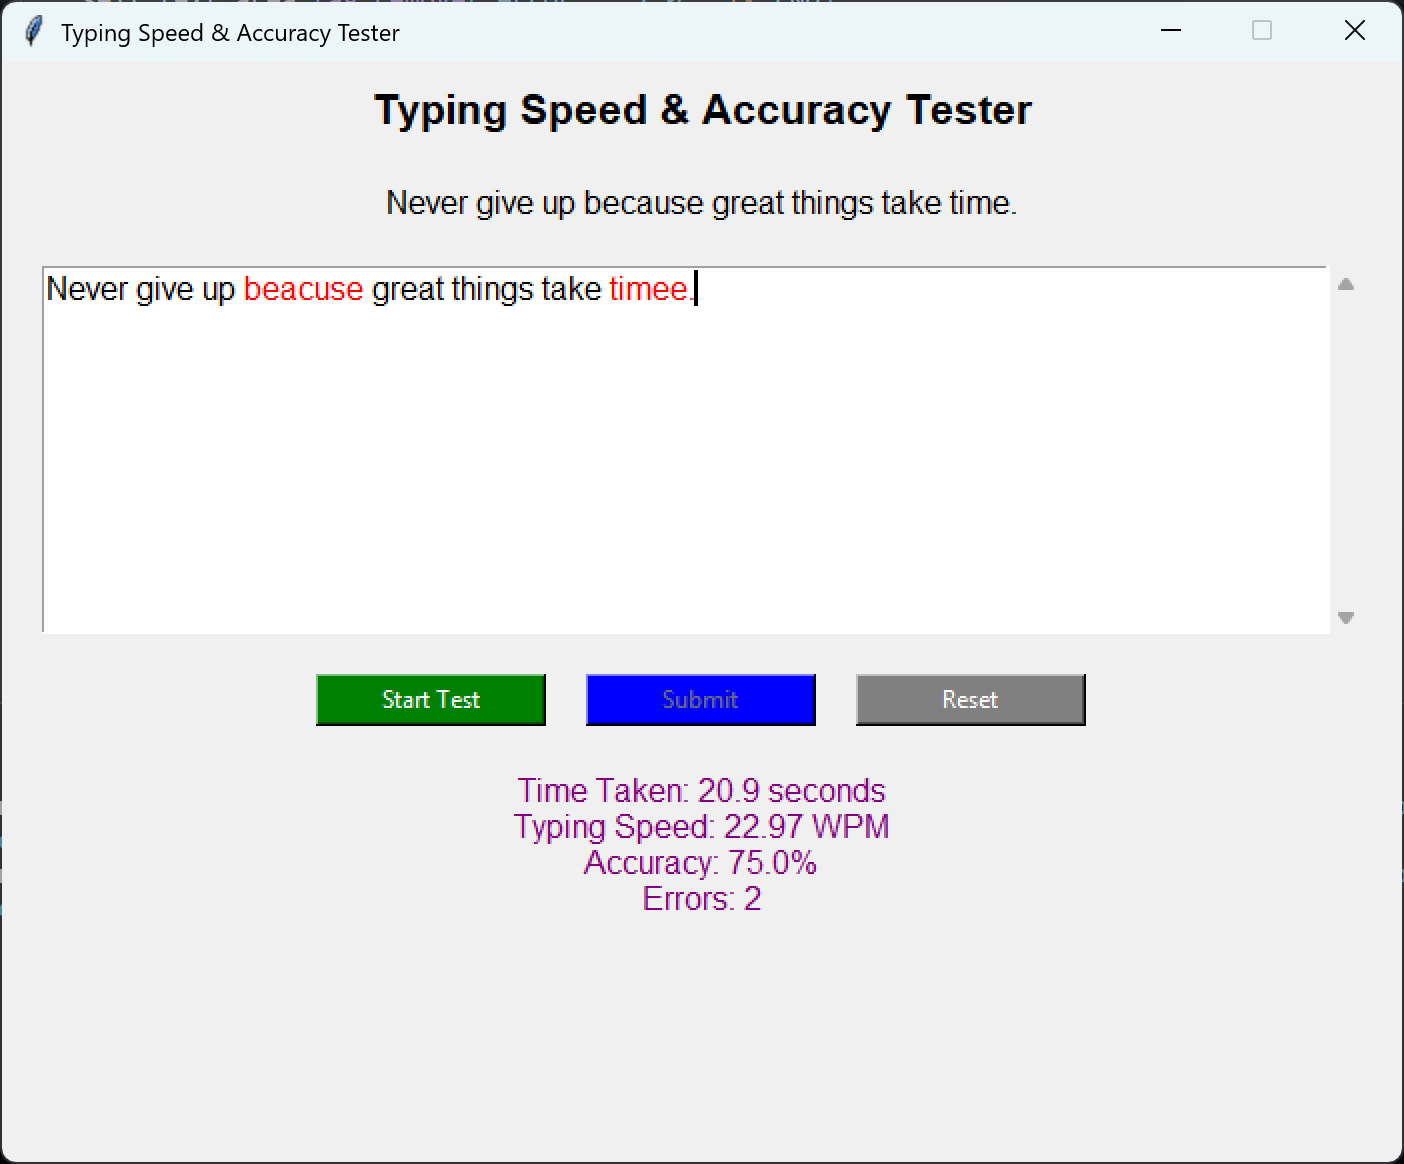 Typing Speed & Accuracy Tester
Typing Speed & Accuracy Tester
Never give up because great things take time.
Never give up beacuse great things take timee.
Start Test
Submit
Reset
Time Taken: 20.9 seconds
Typing Speed: 22.97 WPM
Accuracy: 75.0%
Errors: 2